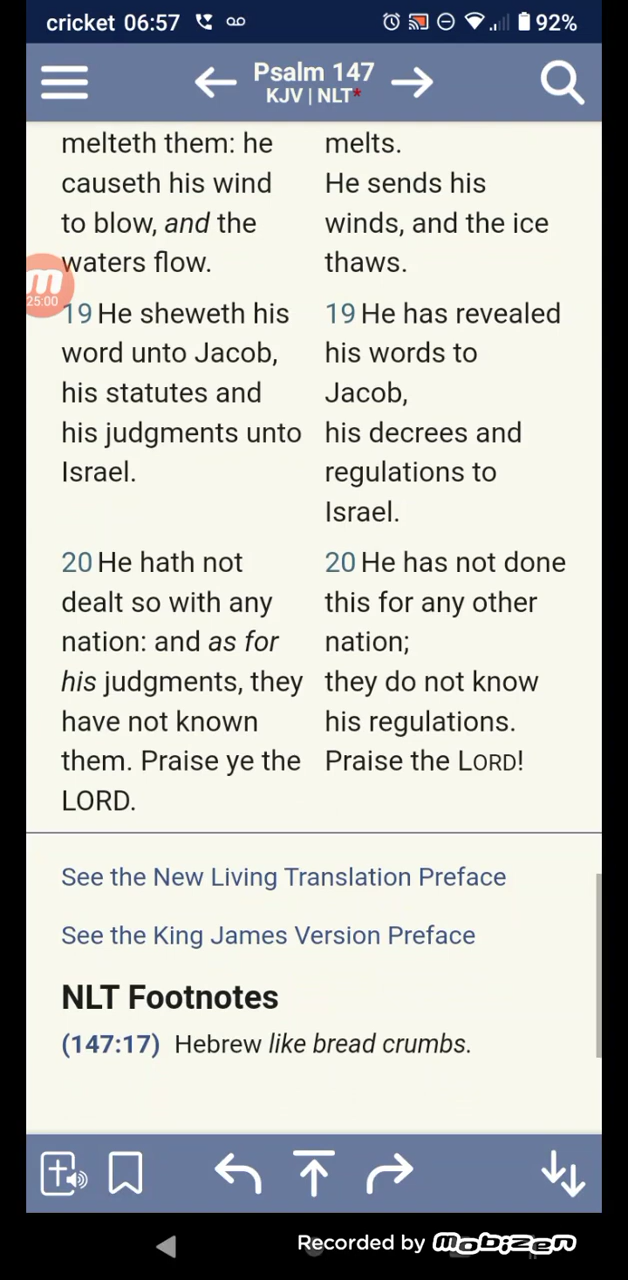 cricket 06:57 92%
Psalm 147
KJV | NLT*
melteth them: he
causeth his wind
to blow, and the
waters flow.
19 He sheweth his
word unto Jacob,
his statutes and
his judgments unto
Israel.
20 He hath not
dealt so with any
nation: and as for
his judgments, they
have not known
them. Praise ye the
LORD.
melts.
He sends his
winds, and the ice
thaws.
19 He has revealed
his words to
Jacob,
his decrees and
regulations to
Israel.
20 He has not done
this for any other
nation;
they do not know
his regulations.
Praise the LORD!
m
25:00
See the New Living Translation Preface
See the King James Version Preface
NLT Footnotes
(147:17) Hebrew like bread crumbs.
Recorded by Mobizen